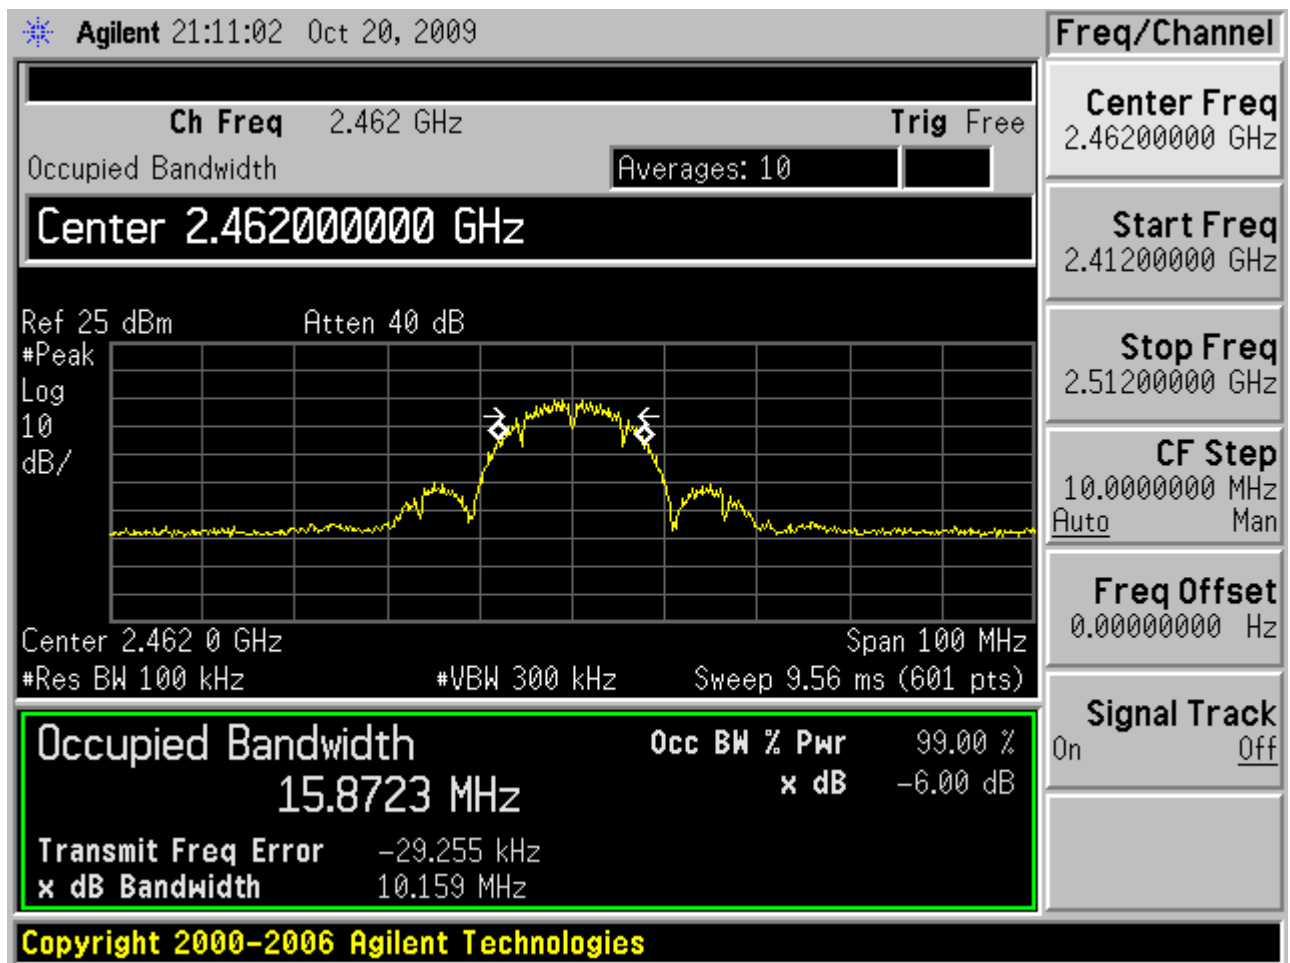 Agilent 21:11:02 Oct 20, 2009
Freq/Channel
Ch Freq 2.462 GHz Trig Free
Occupied Bandwidth Averages: 10
Center 2.462000000 GHz
Ref 25 dBm Atten 40 dB
#Peak
Log
10
dB/
Center 2.462 0 GHz Span 100 MHz
#Res BW 100 kHz #VBW 300 kHz Sweep 9.56 ms (601 pts)
Occupied Bandwidth Occ BW % Pwr 99.00 %
15.8723 MHz x dB -6.00 dB
Transmit Freq Error -29.255 kHz
x dB Bandwidth 10.159 MHz
Center Freq
2.46200000 GHz
Start Freq
2.41200000 GHz
Stop Freq
2.51200000 GHz
CF Step
10.0000000 MHz
Auto Man
Freq Offset
0.00000000 Hz
Signal Track
On Off
Copyright 2000-2006 Agilent Technologies